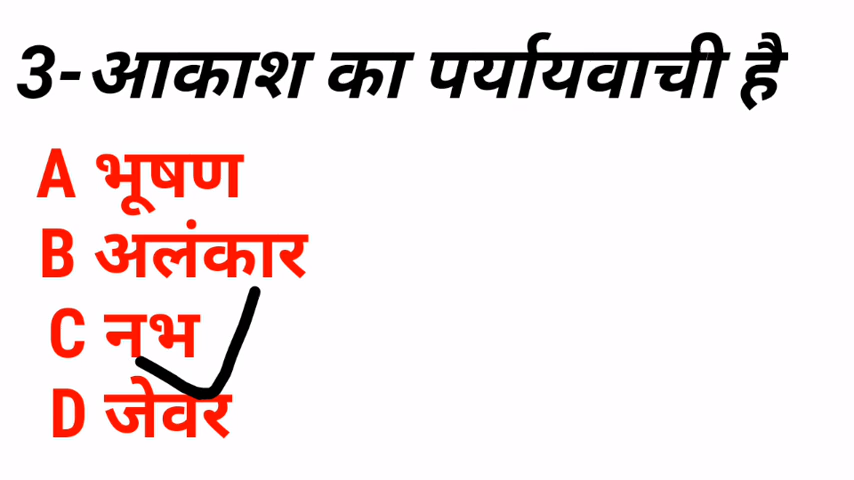 3-आकाश का पर्यायवाची है
A भूषण
B अलंकार
C नभ
D जेवर